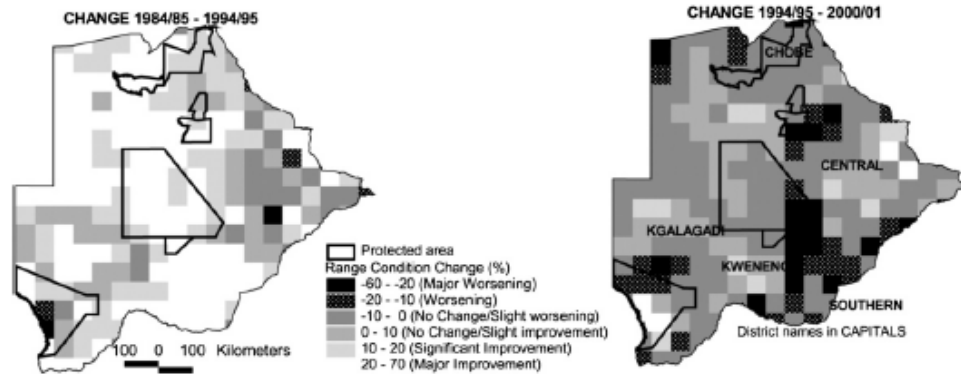 CHANGE 1984/85 - 1994/95
CHANGE 1994/95 - 2000/01
CHOBE
CENTRAL
KGALAGADI
KWENENG
SOUTHERN
District names in CAPITALS
Protected area
Range Condition Change (%)
-60 - -20 (Major Worsening)
-20 - -10 (Worsening)
-10 - 0 (No Change/Slight worsening)
0 - 10 (No Change/Slight improvement)
10 - 20 (Significant Improvement)
20 - 70 (Major Improvement)
100 0 100 Kilometers